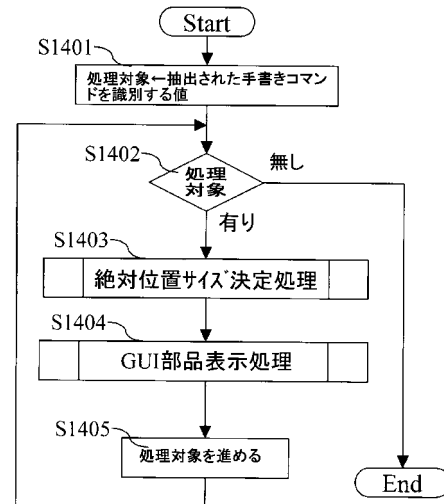 Start
S1401
処理対象←抽出された手書きコマン
ドを識別する値
S1402
処理
対象
無し
有り
S1403
絶対位置サイズ決定処理
S1404
GUI部品表示処理
S1405
処理対象を進める
End